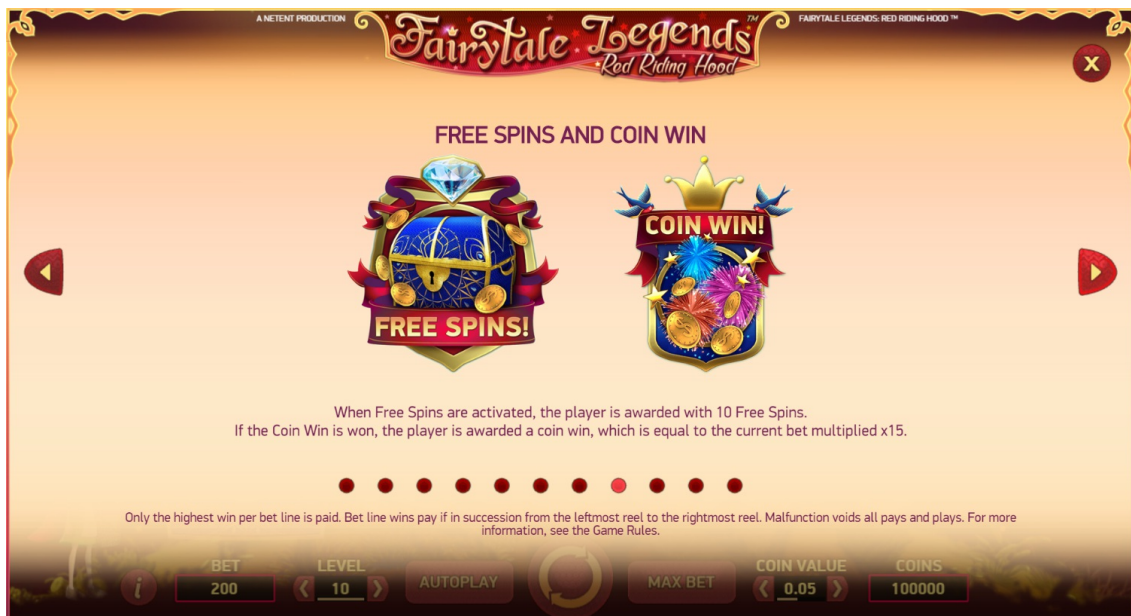 A NETENT PRODUCTION
Fairytale Legends™
Red Riding Hood
FAIRYTALE LEGENDS: RED RIDING HOOD ™
X
FREE SPINS AND COIN WIN
FREE SPINS!
COIN WIN!
When Free Spins are activated, the player is awarded with 10 Free Spins.
If the Coin Win is won, the player is awarded a coin win, which is equal to the current bet multiplied x15.
Only the highest win per bet line is paid. Bet line wins pay if in succession from the leftmost reel to the rightmost reel. Malfunction voids all pays and plays. For more
information, see the Game Rules.
i
BET
200
LEVEL
10
AUTOPLAY
MAX BET
COIN VALUE
0.05
COINS
100000